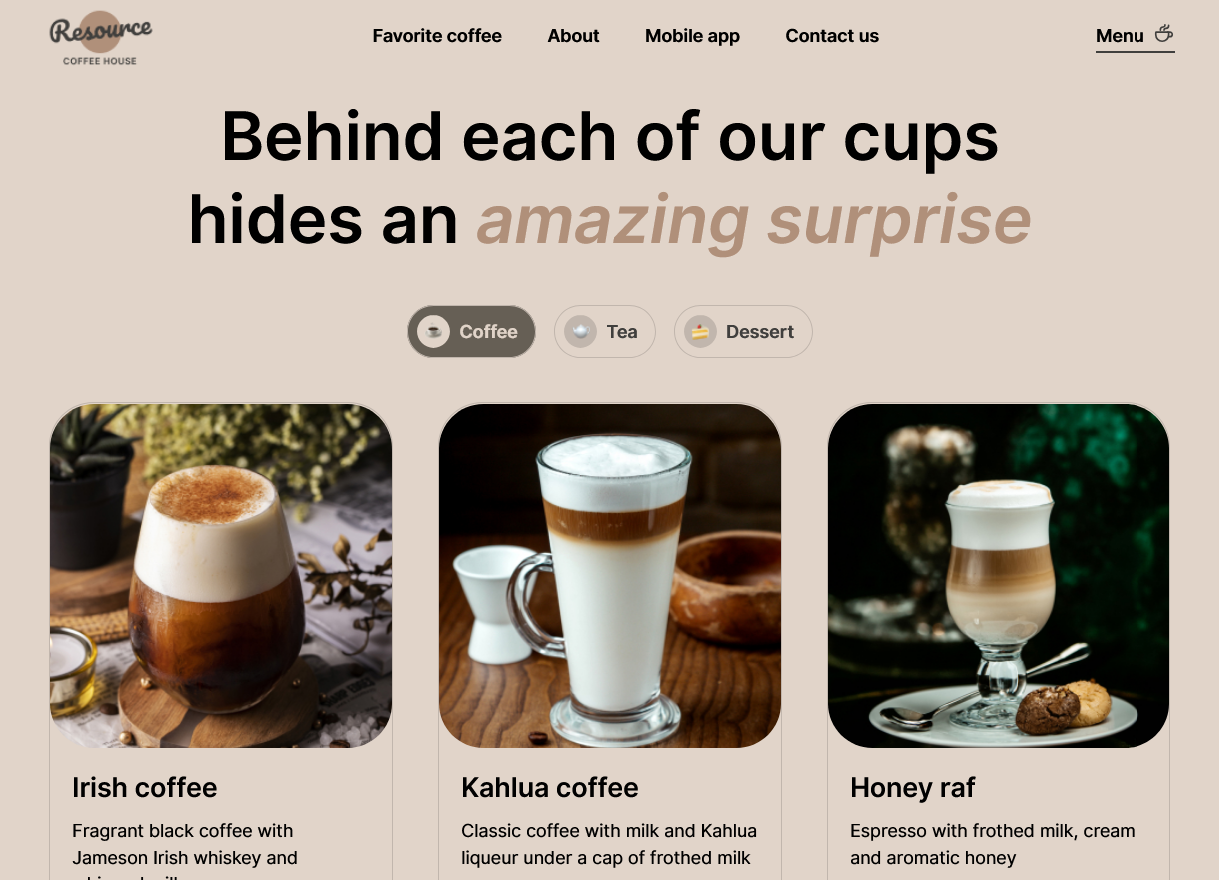 Resource
COFFEE HOUSE
Favorite coffee
About
Mobile app
Contact us
Menu
Behind each of our cups
hides an amazing surprise
Coffee
Tea
Dessert
Irish coffee
Fragrant black coffee with
Jameson Irish whiskey and
Kahlua coffee
Classic coffee with milk and Kahlua
liqueur under a cap of frothed milk
Honey raf
Espresso with frothed milk, cream
and aromatic honey